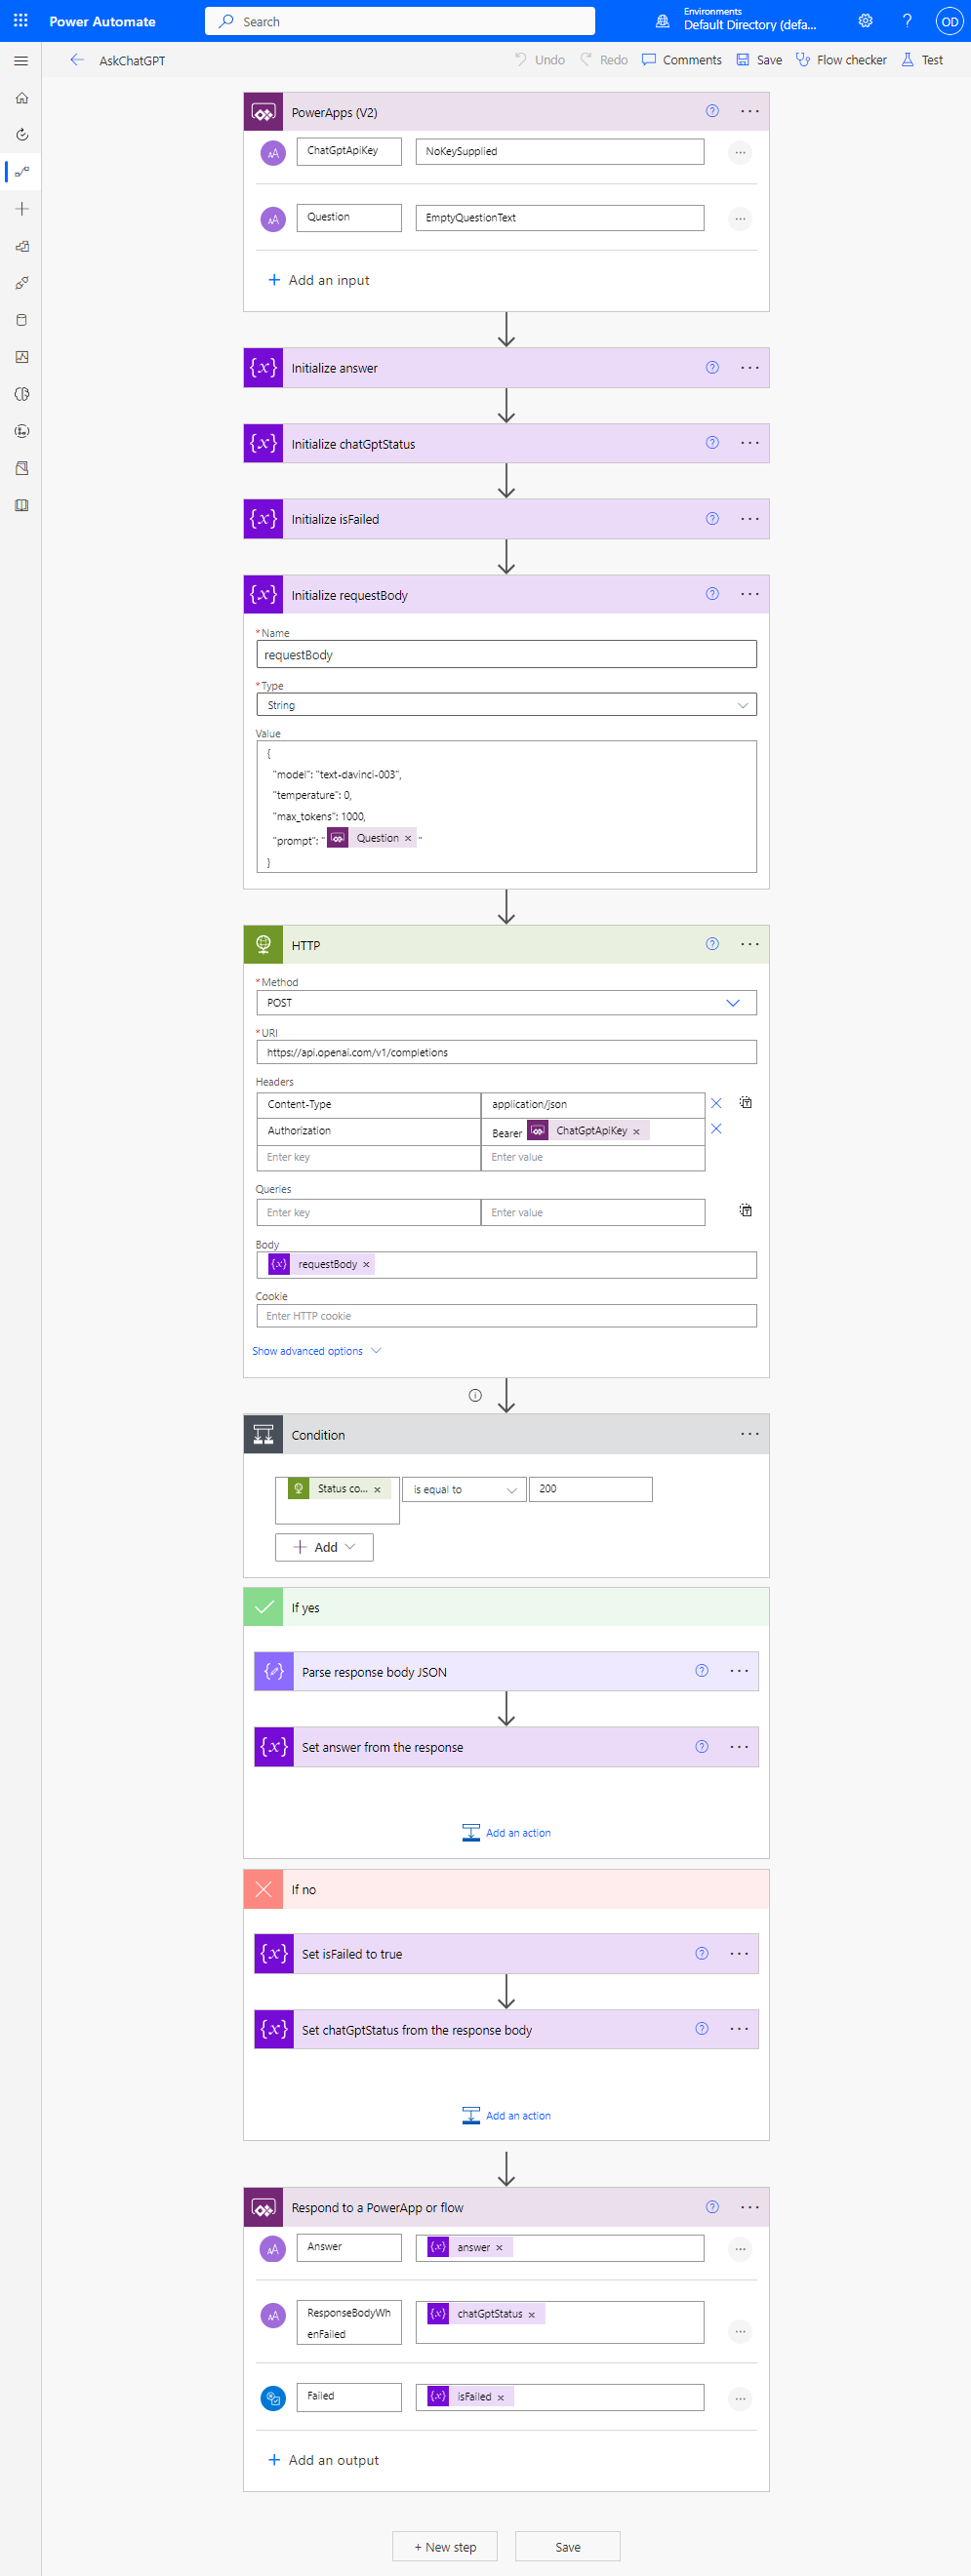 Power Automate
Search
Environments
Default Directory (defa...
?
OD
AskChatGPT
Undo
Redo
Comments
Save
Flow checker
Test
PowerApps (V2)
ChatGptApiKey
NoKeySupplied
Question
EmptyQuestionText
+ Add an input
{x} Initialize answer
{x} Initialize chatGptStatus
{x} Initialize isFailed
{x} Initialize requestBody
*Name
requestBody
*Type
String
Value
{
"model": "text-davinci-003",
"temperature": 0,
"max_tokens": 1000,
"prompt": " Question × "
}
HTTP
*Method
POST
*URI
https://api.openai.com/v1/completions
Headers
Content-Type
application/json
Authorization
Bearer ChatGptApiKey ×
Enter key
Enter value
Queries
Enter key
Enter value
Body
{x} requestBody ×
Cookie
Enter HTTP cookie
Show advanced options
Condition
Status co... ×
is equal to
200
+ Add
If yes
Parse response body JSON
{x} Set answer from the response
Add an action
If no
{x} Set isFailed to true
{x} Set chatGptStatus from the response body
Add an action
Respond to a PowerApp or flow
Answer
{x} answer ×
ResponseBodyWh
enFailed
{x} chatGptStatus ×
Failed
{x} isFailed ×
+ Add an output
+ New step
Save